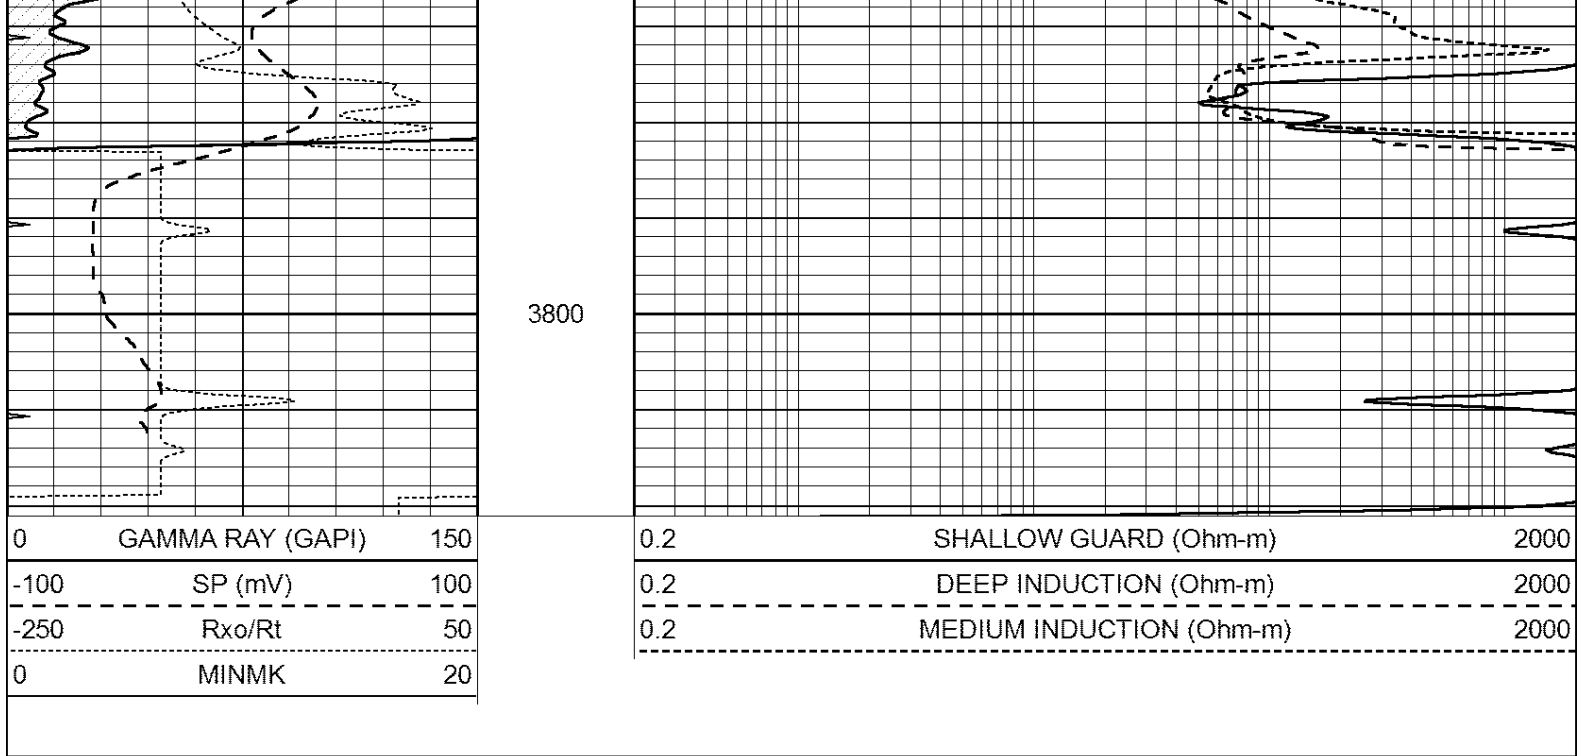 3800
0 GAMMA RAY (GAPI) 150
-100 SP (mV) 100
-250 Rxo/Rt 50
0 MINMK 20
0.2 SHALLOW GUARD (Ohm-m) 2000
0.2 DEEP INDUCTION (Ohm-m) 2000
0.2 MEDIUM INDUCTION (Ohm-m) 2000